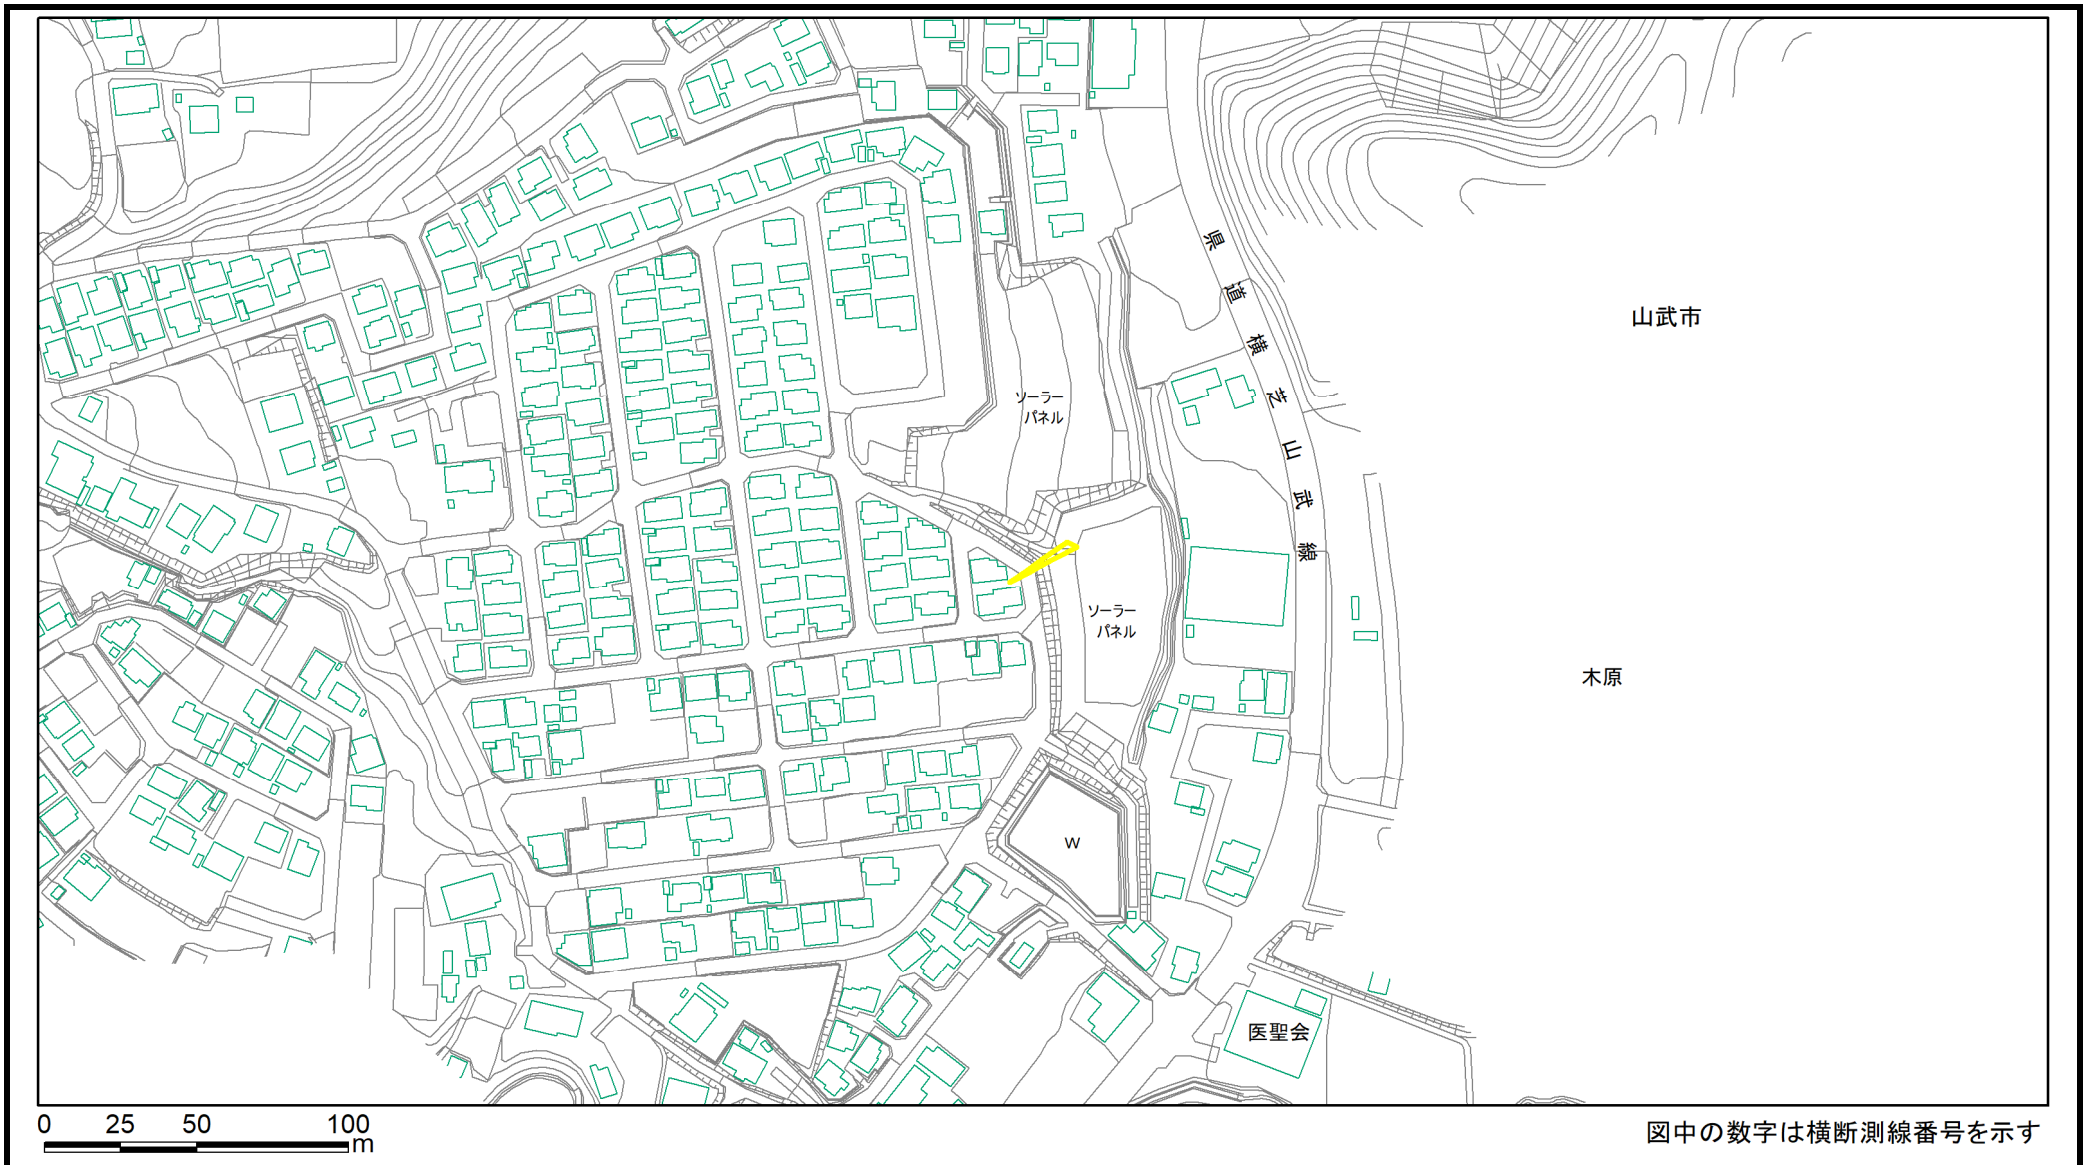 県道横芝山武線
山武市
ソーラー
パネル
ソーラー
パネル
木原
W
医聖会
0 25 50 100
m
図中の数字は横断測線番号を示す